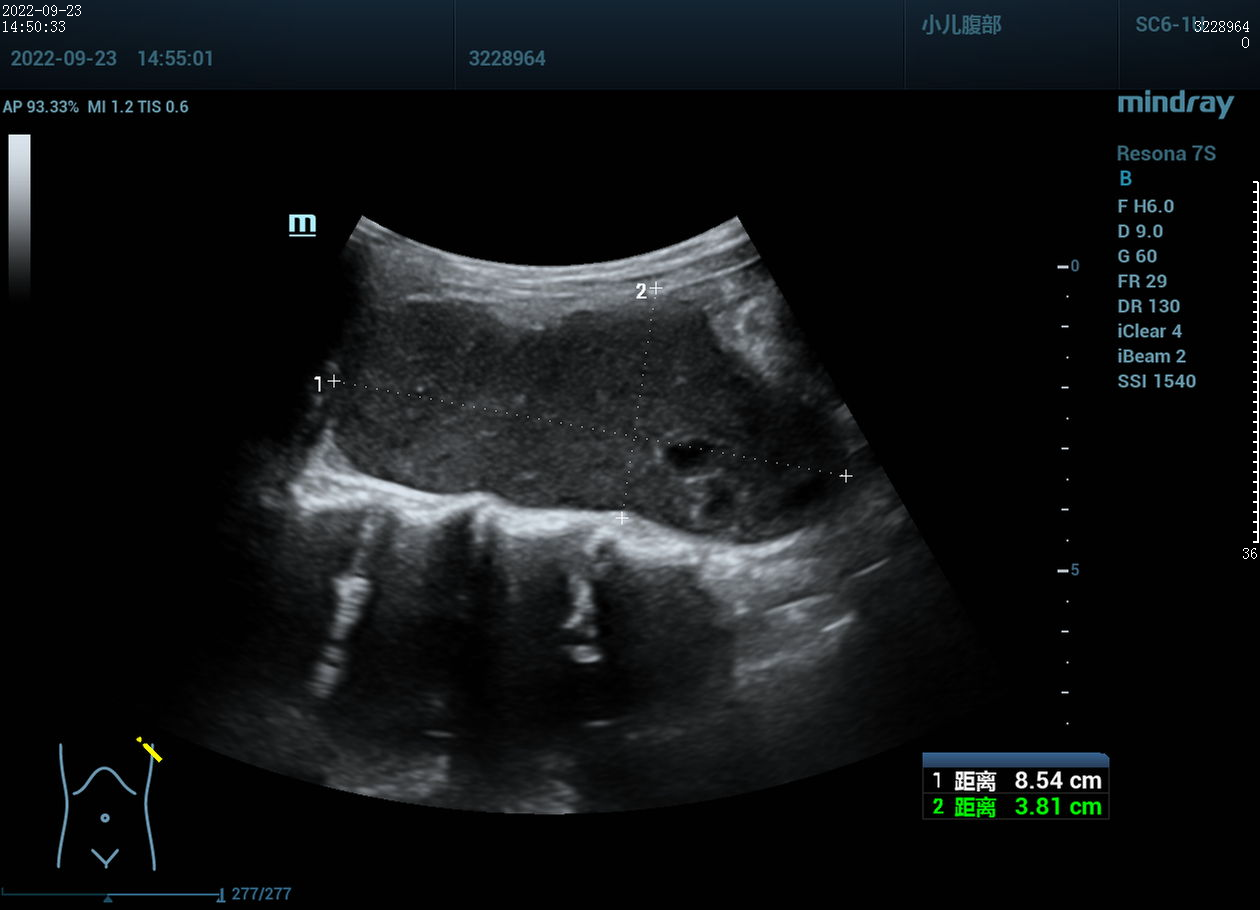 2022-09-23
14:50:33
2022-09-23 14:55:01
3228964
小儿腹部
SC6-1U
3228964
0
AP 93.33% MI 1.2 TIS 0.6
mindray
Resona 7S
B
F H6.0
D 9.0
G 60
FR 29
DR 130
iClear 4
iBeam 2
SSI 1540
m
0
2
1
5
36
1 距离 8.54 cm
2 距离 3.81 cm
1 277/277